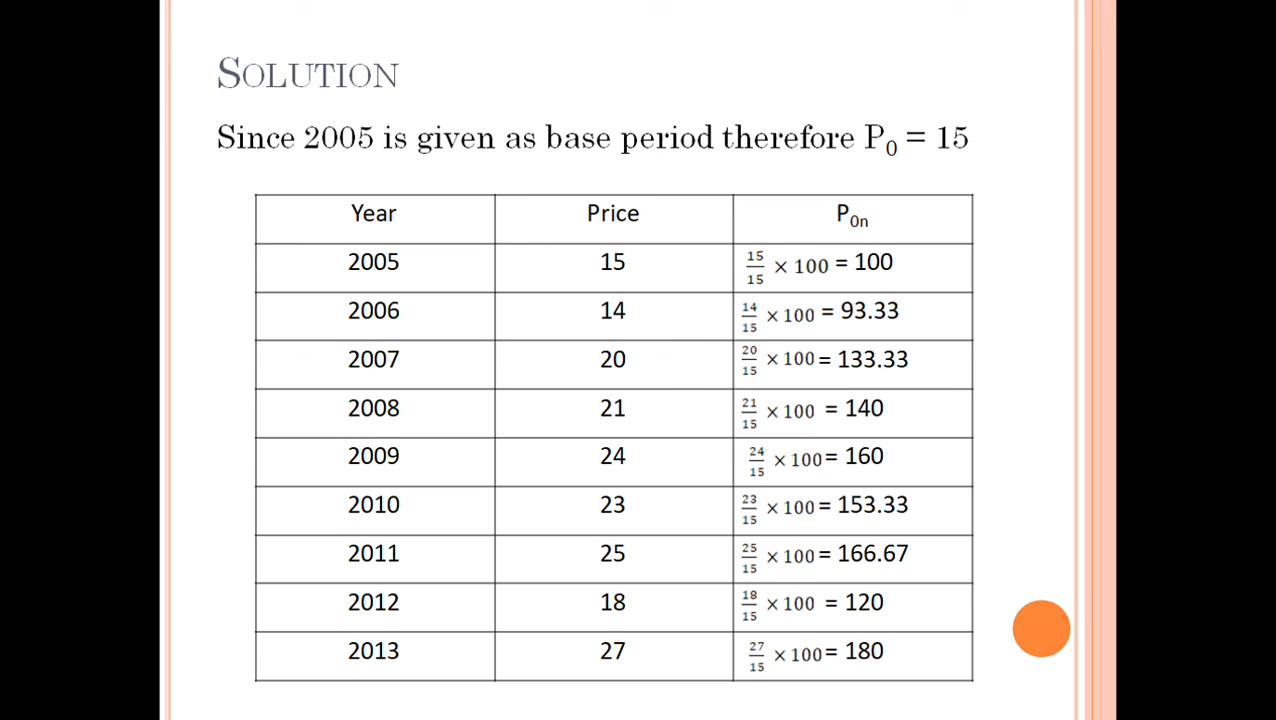 SOLUTION
Since 2005 is given as base period therefore P₀ = 15
Year Price P₀ₙ
2005 15 15/15 × 100 = 100
2006 14 14/15 × 100 = 93.33
2007 20 20/15 × 100 = 133.33
2008 21 21/15 × 100 = 140
2009 24 24/15 × 100 = 160
2010 23 23/15 × 100 = 153.33
2011 25 25/15 × 100 = 166.67
2012 18 18/15 × 100 = 120
2013 27 27/15 × 100 = 180